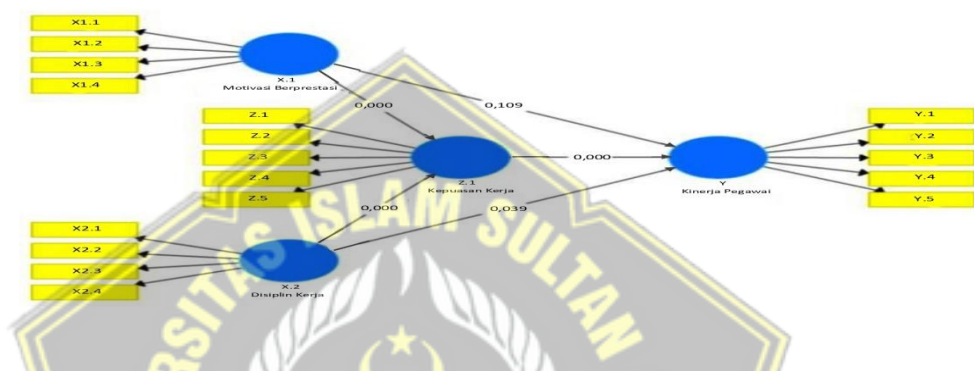 X1.1
X1.2
X1.3
X1.4
X.1
Motivasi Berprestasi
0,000
0,109
Z.1
Z.2
Z.3
Z.4
Z.5
Z.1
Kepuasan Kerja
0,000
Y.1
Y.2
Y.3
Y.4
Y.5
Y
Kinerja Pegawai
0,000
0,039
X2.1
X2.2
X2.3
X2.4
X.2
Disiplin Kerja
ERSITAS ISLAM SULTAN